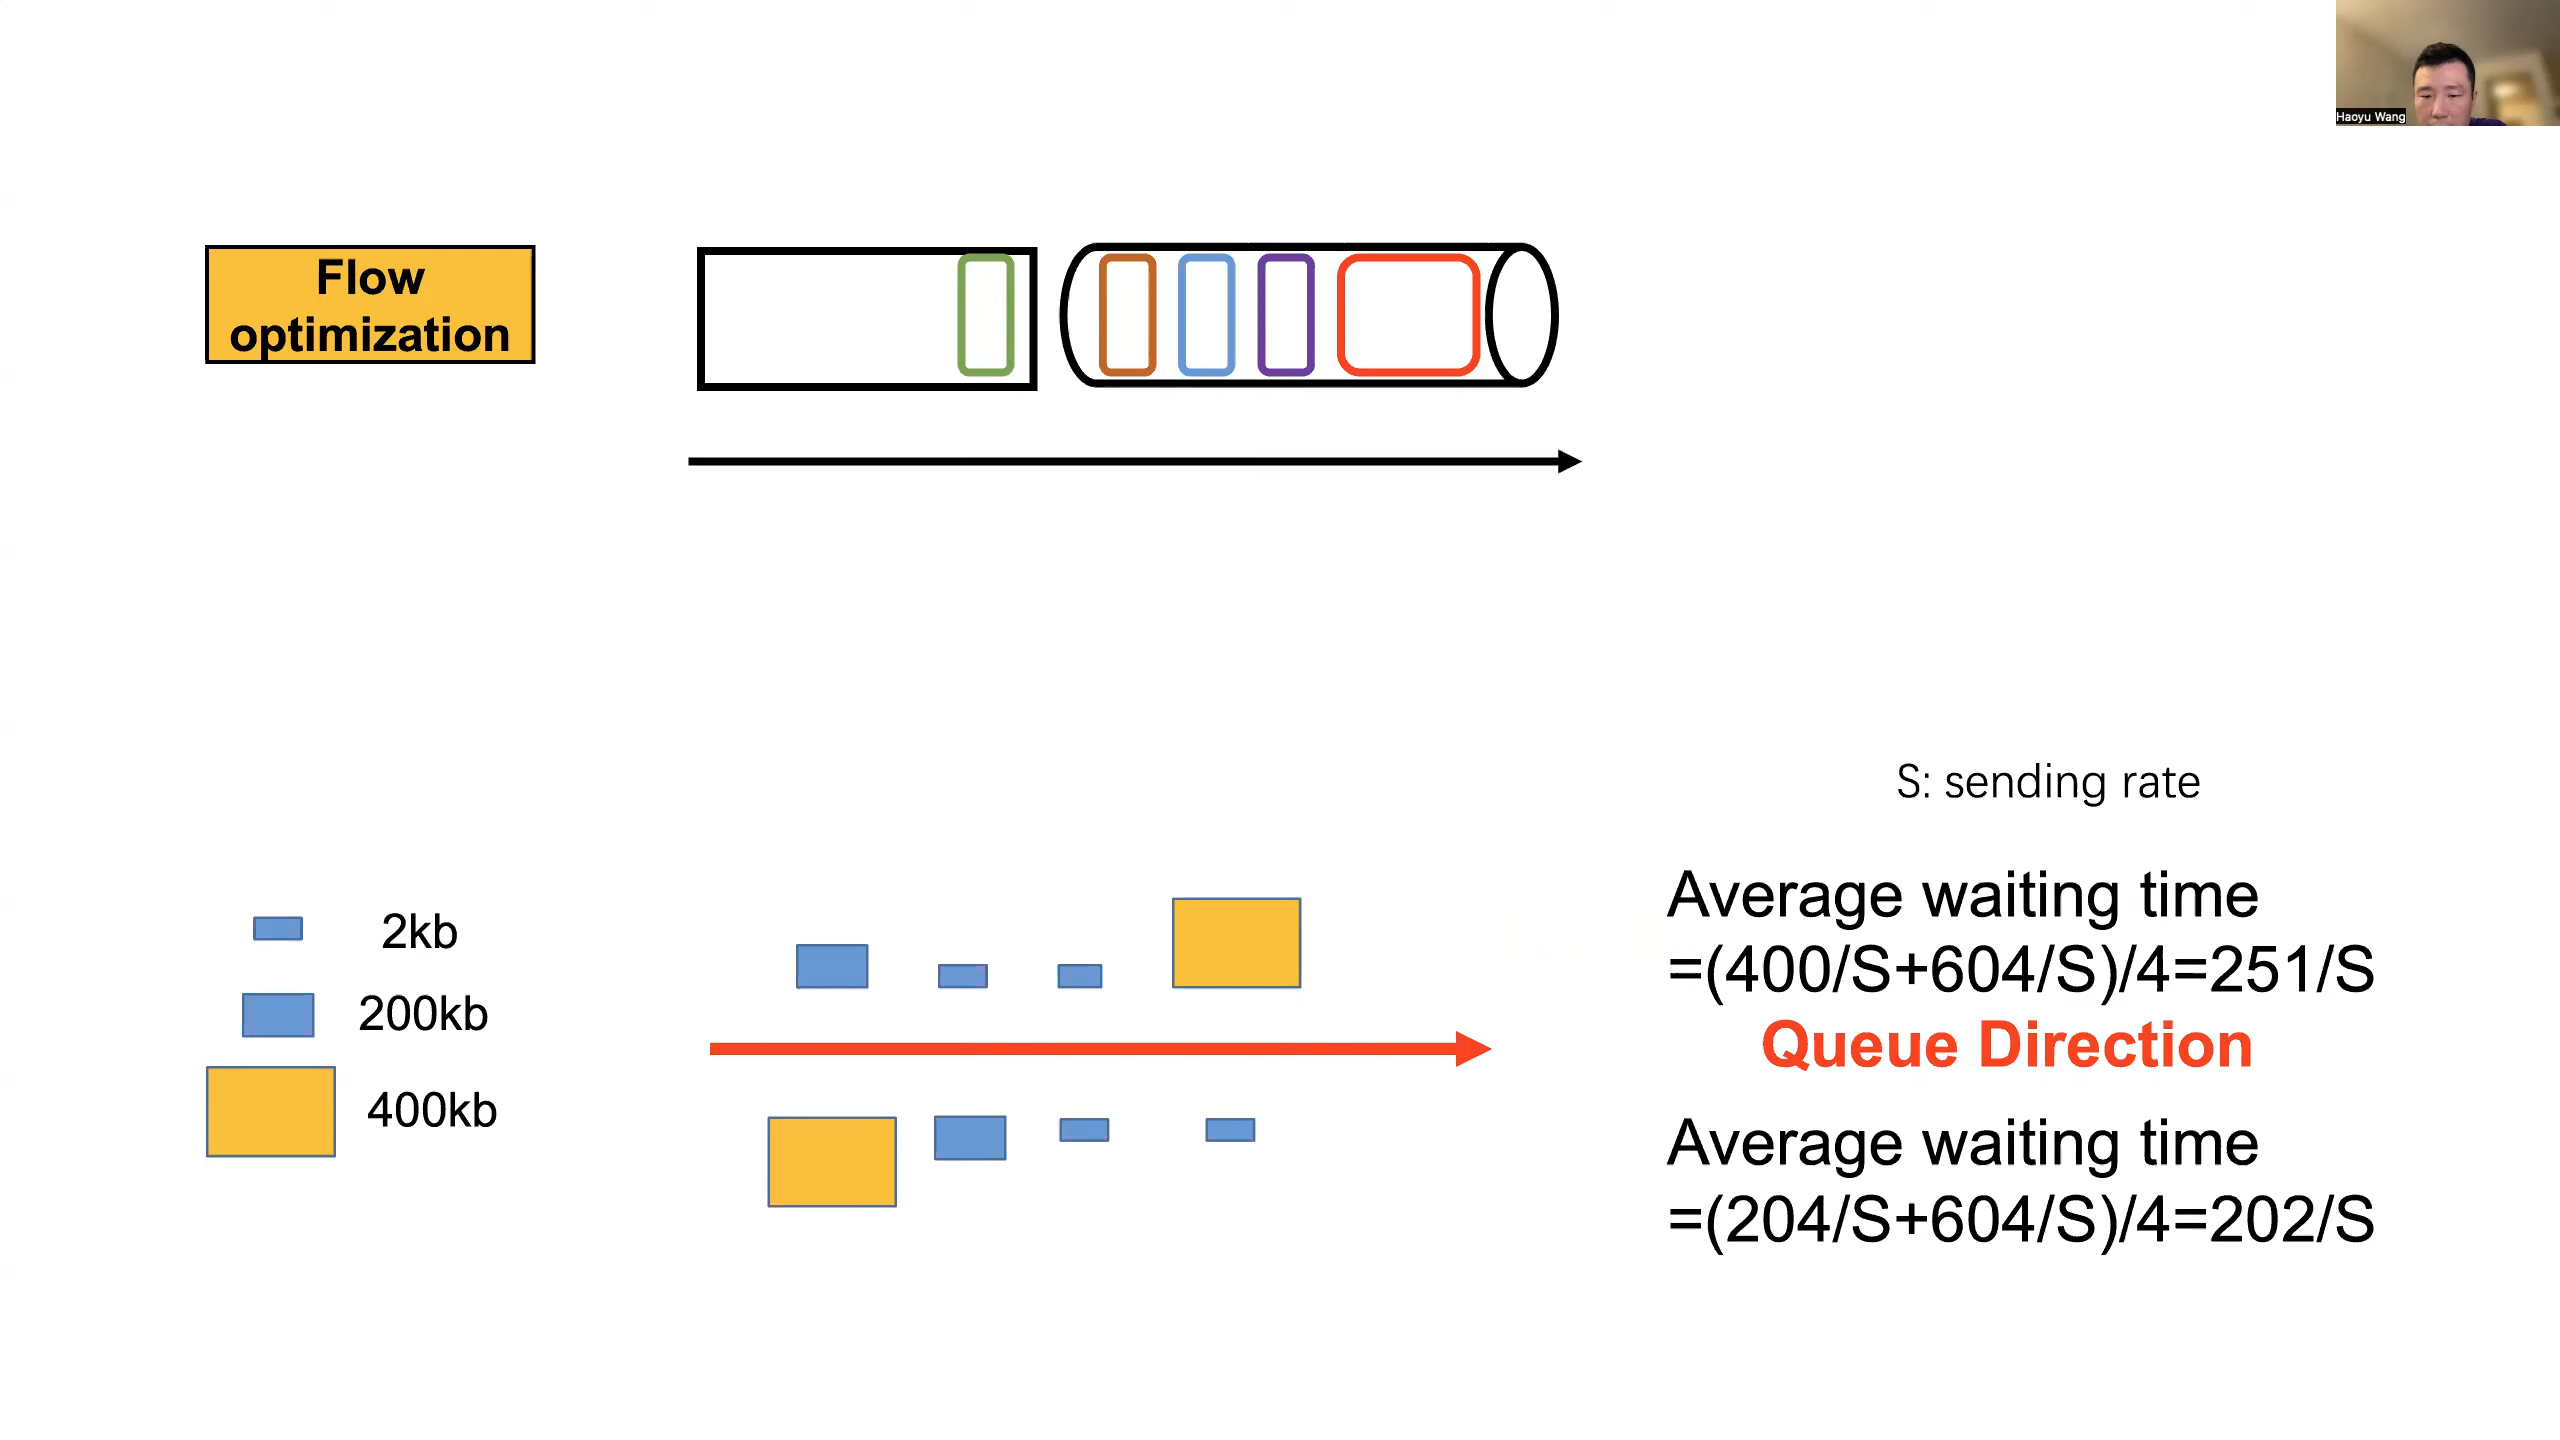 Haoyu Wang
Flow
optimization
S: sending rate
2kb
200kb
400kb
Average waiting time
=(400/S+604/S)/4=251/S
Queue Direction
Average waiting time
=(204/S+604/S)/4=202/S